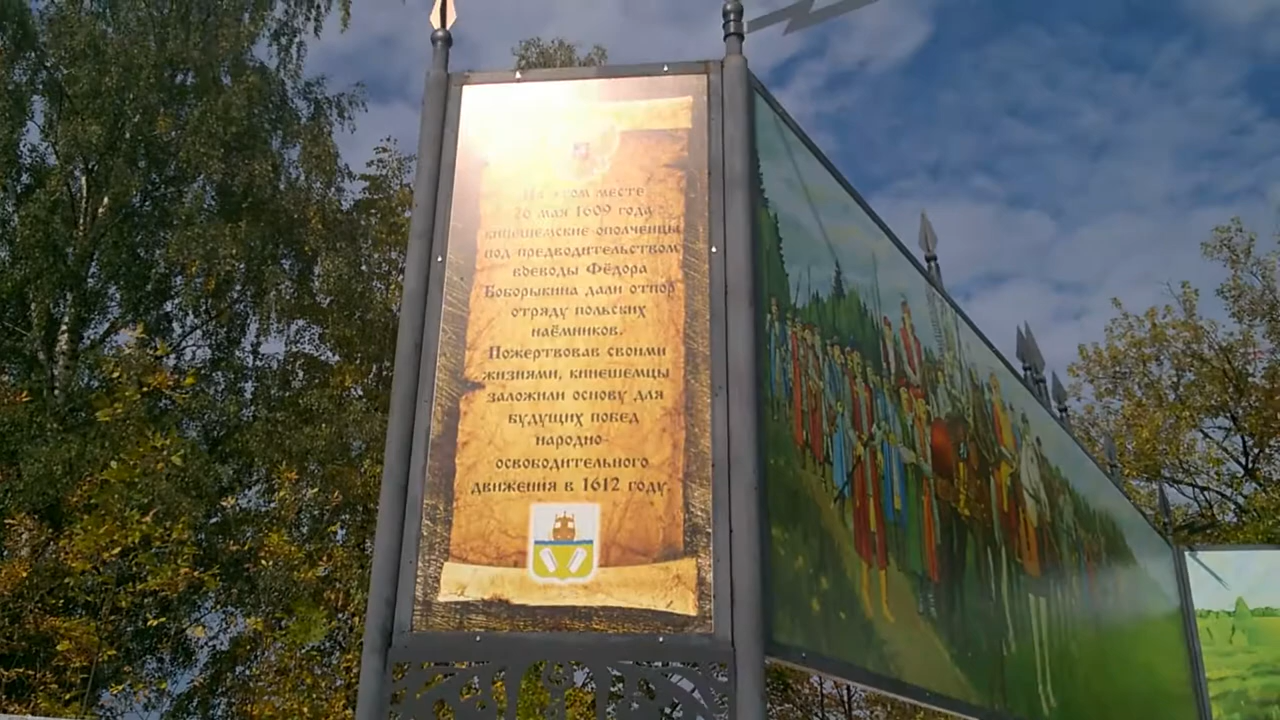 На этом месте
26 мая 1609 года
кинешемские ополченцы
под предводительством
воеводы Фёдора
Боборыкина дали отпор
отряду польских
наёмников.
Пожертвовав своими
жизнями, кинешемцы
заложили основу для
будущих побед
народно-
освободительного
движения в 1612 году.